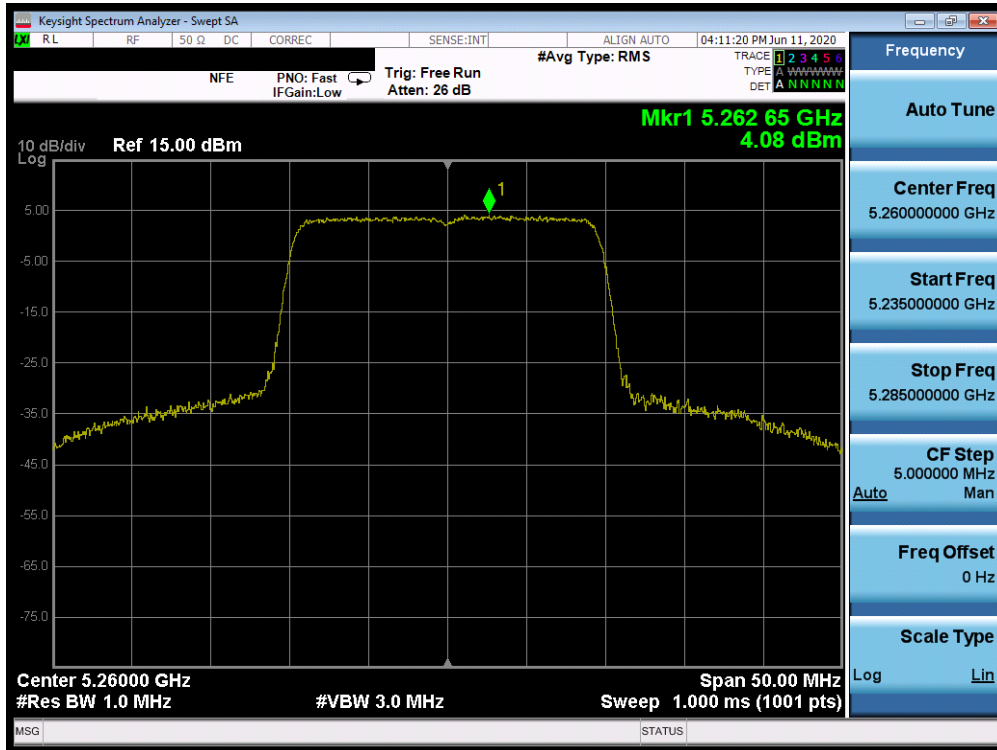 Keysight Spectrum Analyzer - Swept SA
LXI RL RF 50 Ω DC CORREC SENSE:INT ALIGN AUTO 04:11:20 PM Jun 11, 2020
#Avg Type: RMS TRACE 1 2 3 4 5 6
NFE PNO: Fast Trig: Free Run TYPE A WWWWW
IFGain:Low Atten: 26 dB DET A N N N N N
Mkr1 5.262 65 GHz
4.08 dBm
10 dB/div Ref 15.00 dBm
Log
1
5.00
-5.00
-15.0
-25.0
-35.0
-45.0
-55.0
-65.0
-75.0
Center 5.26000 GHz Span 50.00 MHz
#Res BW 1.0 MHz #VBW 3.0 MHz Sweep 1.000 ms (1001 pts)
MSG STATUS
Frequency
Auto Tune
Center Freq
5.260000000 GHz
Start Freq
5.235000000 GHz
Stop Freq
5.285000000 GHz
CF Step
5.000000 MHz
Auto Man
Freq Offset
0 Hz
Scale Type
Log Lin